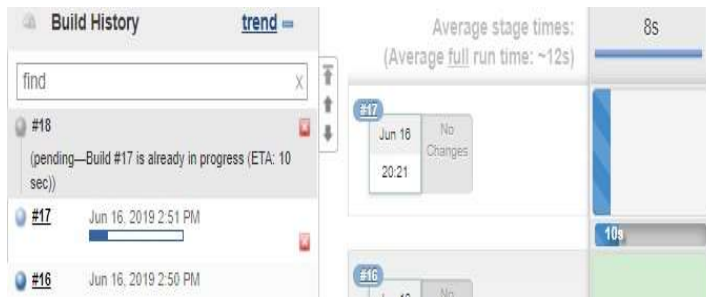 Build History trend
find X
#18
(pending—Build #17 is already in progress (ETA: 10
sec))
#17 Jun 16, 2019 2:51 PM
#16 Jun 16, 2019 2:50 PM
Average stage times:
(Average full run time: ~12s)
8s
#17
Jun 16
20:21
No
Changes
10s
#16
No